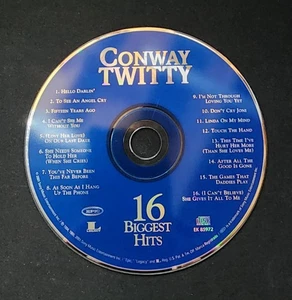 CONWAY
TWITTY
1. HELLO DARLIN'
2. TO SEE AN ANGEL CRY
3. FIFTEEN YEARS AGO
4. I CAN'T SEE ME
WITHOUT YOU
5. (LOST HER LOVE)
ON OUR LAST DATE
6. SHE NEEDS SOMEONE
TO HOLD HER
(WHEN SHE CRIES)
7. YOU'VE NEVER BEEN
THIS FAR BEFORE
8. AS SOON AS I HANG
UP THE PHONE
9. I'M NOT THROUGH
LOVING YOU YET
10. DON'T CRY JONI
11. LINDA ON MY MIND
12. TOUCH THE HAND
13. THIS TIME I'VE
HURT HER MORE
(THAN SHE LOVES ME)
14. AFTER ALL THE
GOOD IS GONE
15. THE GAMES THAT
DADDIES PLAY
16. (I CAN'T BELIEVE)
SHE GIVES IT ALL TO ME
16
BIGGEST
HITS
EPIC
L